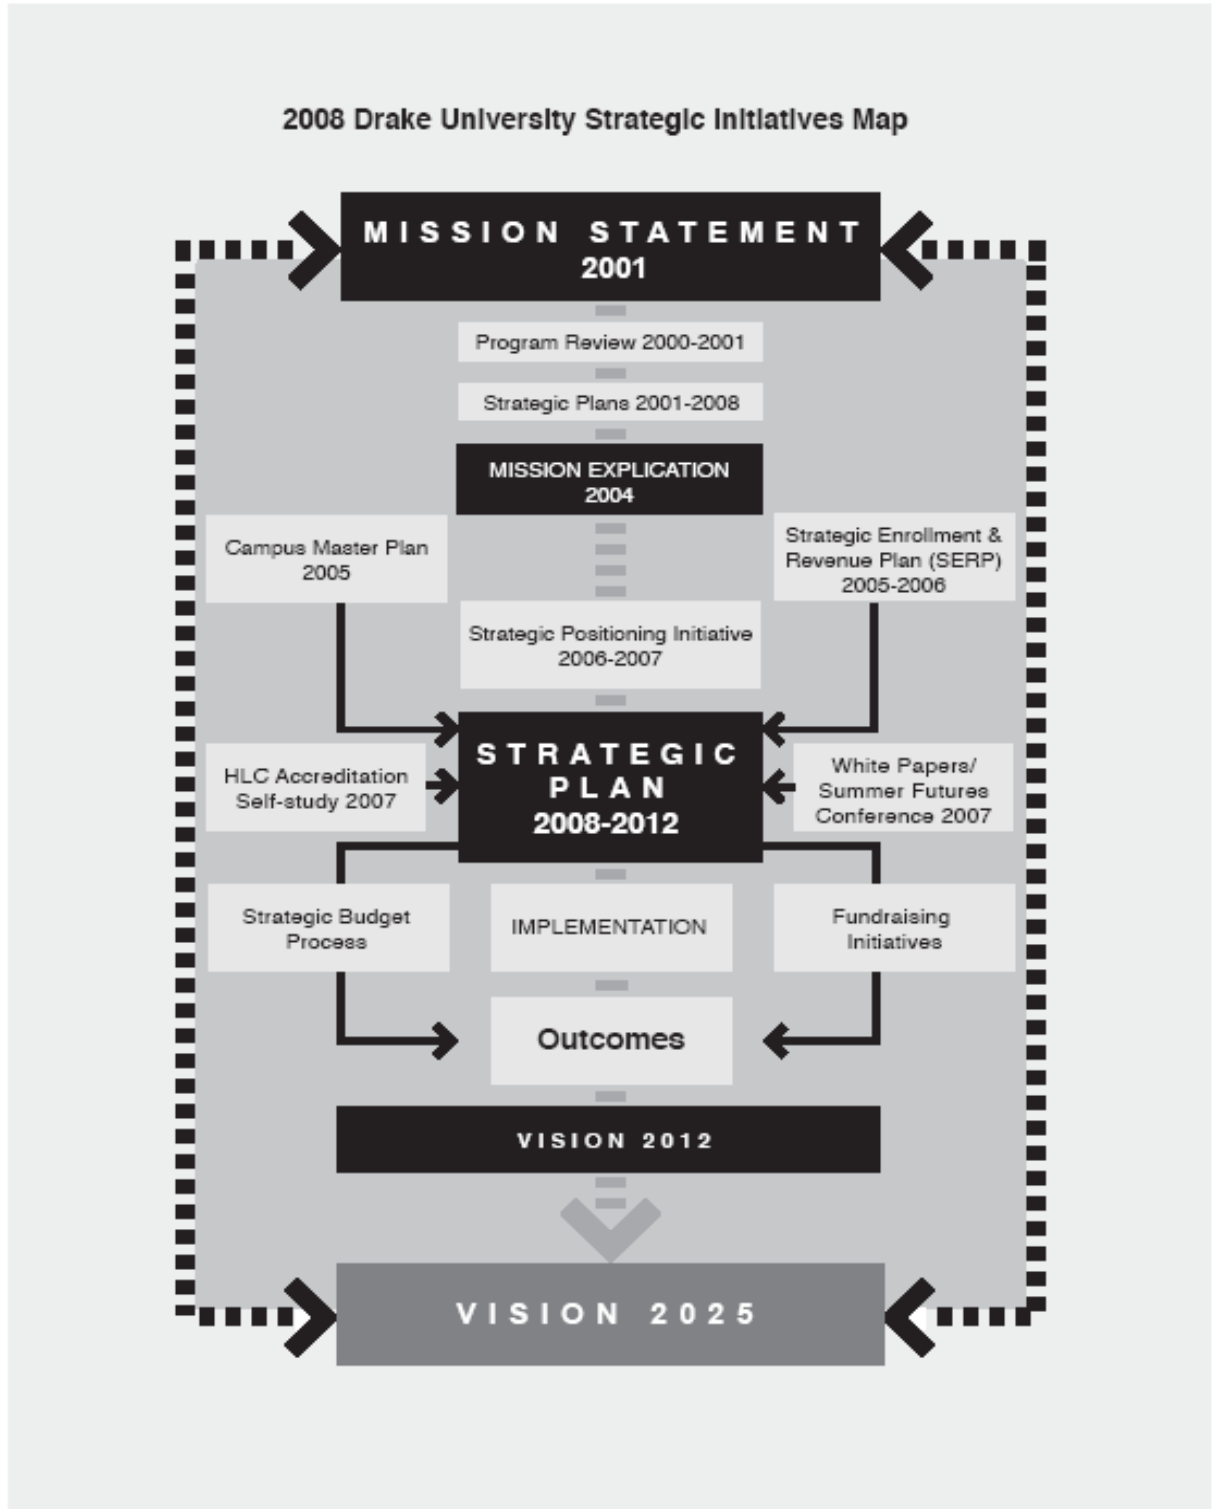 2008 Drake University Strategic Initiatives Map
MISSION STATEMENT
2001
Program Review 2000-2001
Strategic Plans 2001-2008
MISSION EXPLICATION
2004
Campus Master Plan
2005
Strategic Enrollment &
Revenue Plan (SERP)
2005-2006
Strategic Positioning Initiative
2006-2007
STRATEGIC
PLAN
2008-2012
HLC Accreditation
Self-study 2007
White Papers/
Summer Futures
Conference 2007
Strategic Budget
Process
IMPLEMENTATION
Fundraising
Initiatives
Outcomes
VISION 2012
VISION 2025